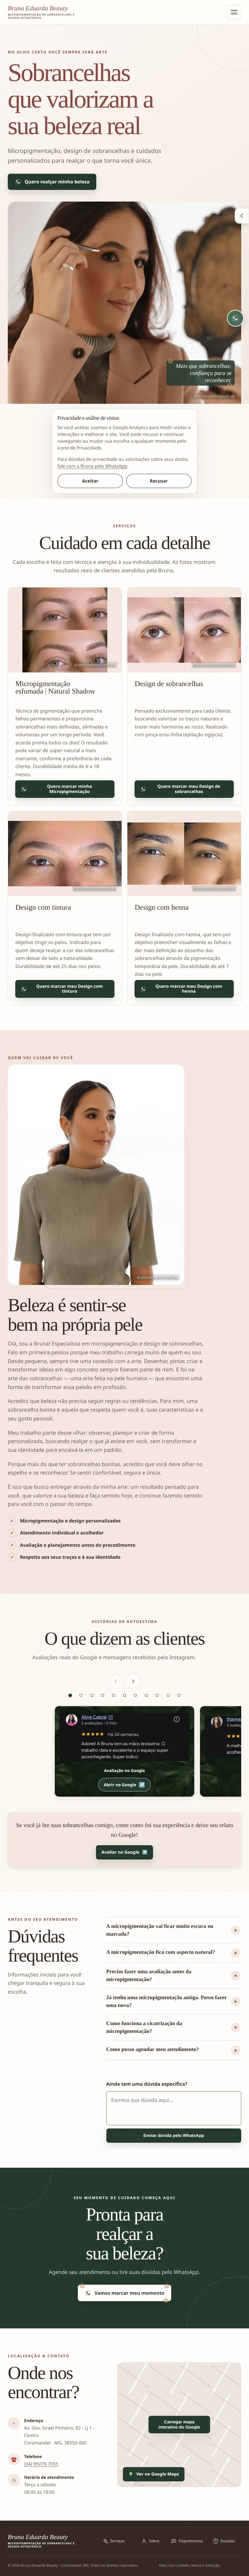 Bruna Eduarda Beauty
MICROPIGMENTAÇÃO DE SOBRANCELHAS E
DESIGN ESTRATÉGICO
NO OLHO CERTO VOCÊ SEMPRE SERÁ ARTE
Sobrancelhas
que valorizam a
sua beleza real
Micropigmentação, design de sobrancelhas e cuidados
personalizados para realçar o que torna você única.
Quero realçar minha beleza
Mais que sobrancelhas:
confiança para se
reconhecer.
Privacidade e análise de visitas
Se você aceitar, usamos o Google Analytics para medir visitas e
interações e melhorar o site. Você pode recusar e continuar
navegando ou mudar sua escolha a qualquer momento pelo
ícone de Privacidade.
Para dúvidas de privacidade ou solicitações sobre seus dados,
fale com a Bruna pelo WhatsApp.
Aceitar
Recusar
SERVIÇOS
Cuidado em cada detalhe
Cada escolha é feita com técnica e atenção à sua individualidade. As fotos mostram
resultados reais de clientes atendidas pela Bruna.
Micropigmentação
esfumada | Natural Shadow
Técnica de pigmentação que preenche
falhas permanentes e proporciona
sobrancelhas mais definidas, alinhadas e
volumosas por um longo período. Você
acorda pronta todos os dias! O resultado
pode variar de super natural a mais
marcante, conforme a preferência de cada
cliente. Durabilidade média de 6 a 18
meses.
Quero marcar minha
Micropigmentação
Design de sobrancelhas
Pensado exclusivamente para cada cliente,
busca valorizar os traços naturais e
trazer mais harmonia ao rosto. Realizado
com pinça e/ou linha (epilação egípcia).
Quero marcar meu Design de
sobrancelhas
Design com tintura
Design finalizado com tintura que tem por
objetivo tingir os pelos. Indicado para
quem deseja realçar a cor das sobrancelhas
sem deixar de lado a naturalidade.
Durabilidade de até 25 dias nos pelos.
Quero marcar meu Design com
tintura
Design com henna
Design finalizado com henna, que tem por
objetivo preencher visualmente as falhas e
dar mais definição ao desenho das
sobrancelhas através da pigmentação
temporária da pele. Durabilidade de até 7
dias na pele.
Quero marcar meu Design com
henna
QUEM VAI CUIDAR DE VOCÊ
Beleza é sentir-se
bem na própria pele
Olá, sou a Bruna! Especialista em micropigmentação e design de sobrancelhas.
Falo em primeira pessoa porque meu trabalho carrega muito de quem eu sou.
Desde pequena, sempre tive uma conexão com a arte. Desenhar, pintar, criar e
transformar ideias em algo concreto sempre fizeram parte de mim. E foi na
área das sobrancelhas — uma arte feita na pele humana — que encontrei uma
forma de transformar essa paixão em profissão.
Acredito que beleza não precisa seguir regras ou tendências. Para mim, uma
sobrancelha bonita é aquela que respeita quem você é, suas características e o
seu gosto pessoal.
Meu trabalho parte desse olhar: observar, planejar e criar de forma
personalizada, buscando realçar o que já existe em você, sem transformar a
sua identidade para encaixá-la em um padrão.
Porque mais do que ter sobrancelhas bonitas, acredito que você deve olhar no
espelho e se reconhecer. Se sentir confortável, segura e única.
É isso que busco entregar através da minha arte: um resultado pensado para
você, que valorize a sua beleza e faça sentido hoje, e continue fazendo sentido
para você com o passar do tempo.
Micropigmentação e design personalizados
Atendimento individual e acolhedor
Avaliação e planejamento antes do procedimento
Respeito aos seus traços e à sua identidade
HISTÓRIAS DE AUTOESTIMA
O que dizem as clientes
Avaliações reais do Google e mensagens recebidas pelo Instagram.
Aline Cabral
2 avaliações • 0 foto
Há 34 semanas
Adorei! A Bruna tem as mãos leviana. O
trabalho dela é excelente e o espaço super
aconchegante. Super indico.
Avaliação no Google
Abrir no Google
3 avaliaç
A melh
acolhe
Se você já fez suas sobrancelhas comigo, conte como foi sua experiência e deixe seu relato
no Google!
Avaliar no Google
ANTES DO SEU ATENDIMENTO
Dúvidas
frequentes
Informações iniciais para você
chegar tranquila e segura à sua
escolha.
A micropigmentação vai ficar muito escura ou
marcada?
A micropigmentação fica com aspecto natural?
Preciso fazer uma avaliação antes da
micropigmentação?
Já tenho uma micropigmentação antiga. Posso fazer
uma nova?
Como funciona a cicatrização da
micropigmentação?
Como posso agendar meu atendimento?
Ainda tem uma dúvida específica?
Escreva sua dúvida aqui...
Enviar dúvida pelo WhatsApp
SEU MOMENTO DE CUIDADO COMEÇA AQUI
Pronta para
realçar a
sua beleza?
Agende seu atendimento ou tire suas dúvidas pelo WhatsApp.
Vamos marcar meu momento
LOCALIZAÇÃO & CONTATO
Onde nos
encontrar?
Endereço
Av. Gov. Israel Pinheiro, 82 - Lj 1 -
Centro
Coromandel - MG, 38550-000
Telefone
(34) 99279-7055
Horário de atendimento
Terça a sábado
08:00 às 18:00
Carregar mapa
interativo do Google
Ver no Google Maps
Bruna Eduarda Beauty
MICROPIGMENTAÇÃO DE SOBRANCELHAS E
DESIGN ESTRATÉGICO
Serviços
Sobre
Depoimentos
Dúvidas
© 2026 Bruna Eduarda Beauty · Coromandel, MG. Todos os direitos reservados.
Feito com cuidado, beleza e intenção.